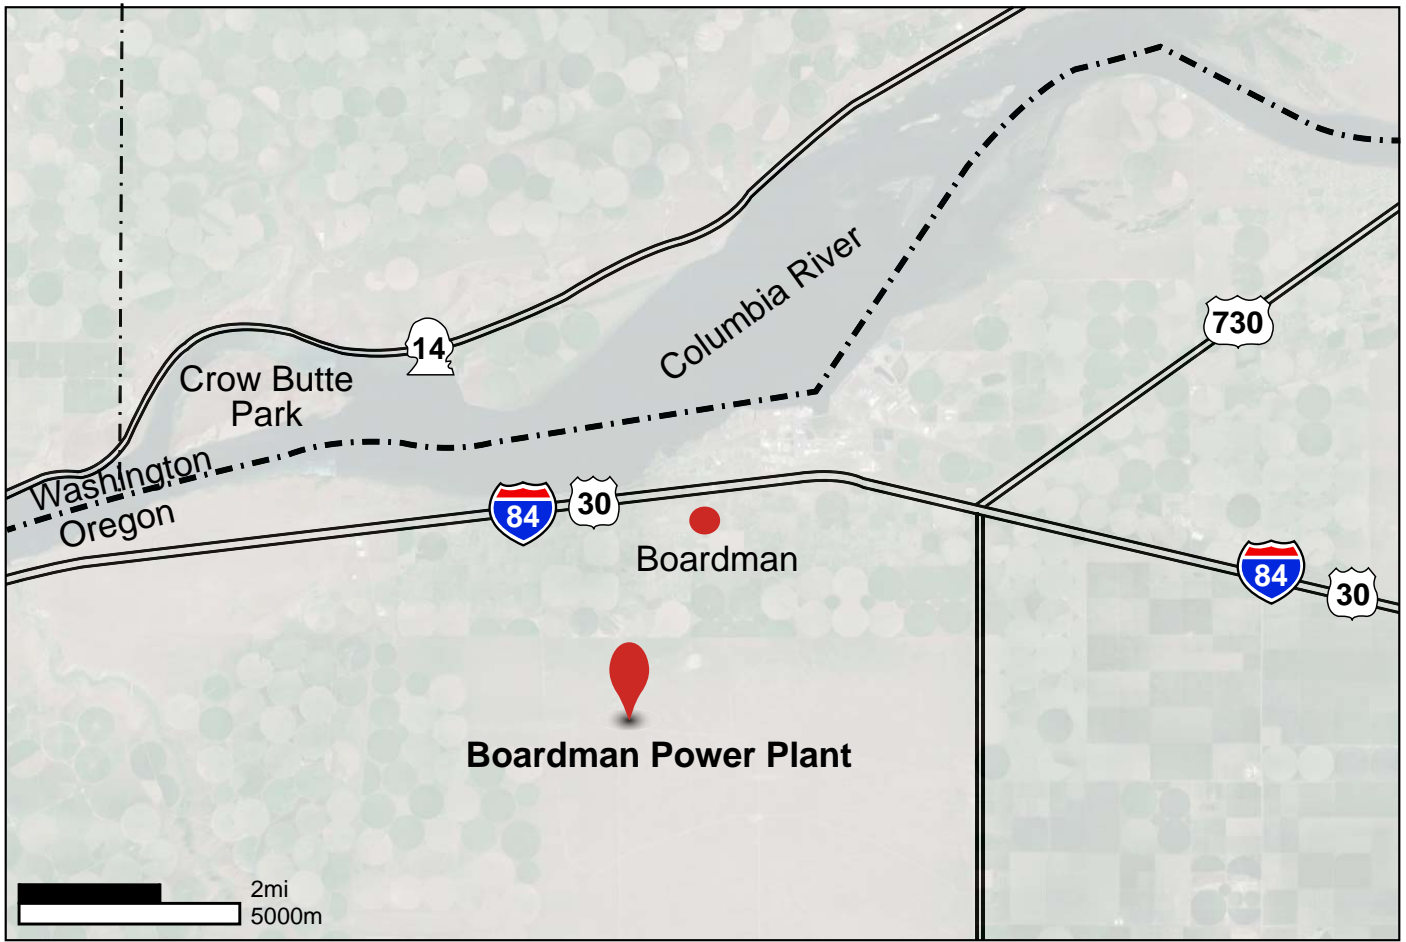 730
Columbia River
14
Crow Butte
Park
Washington
Oregon
84
30
Boardman
84
30
Boardman Power Plant
2mi
5000m